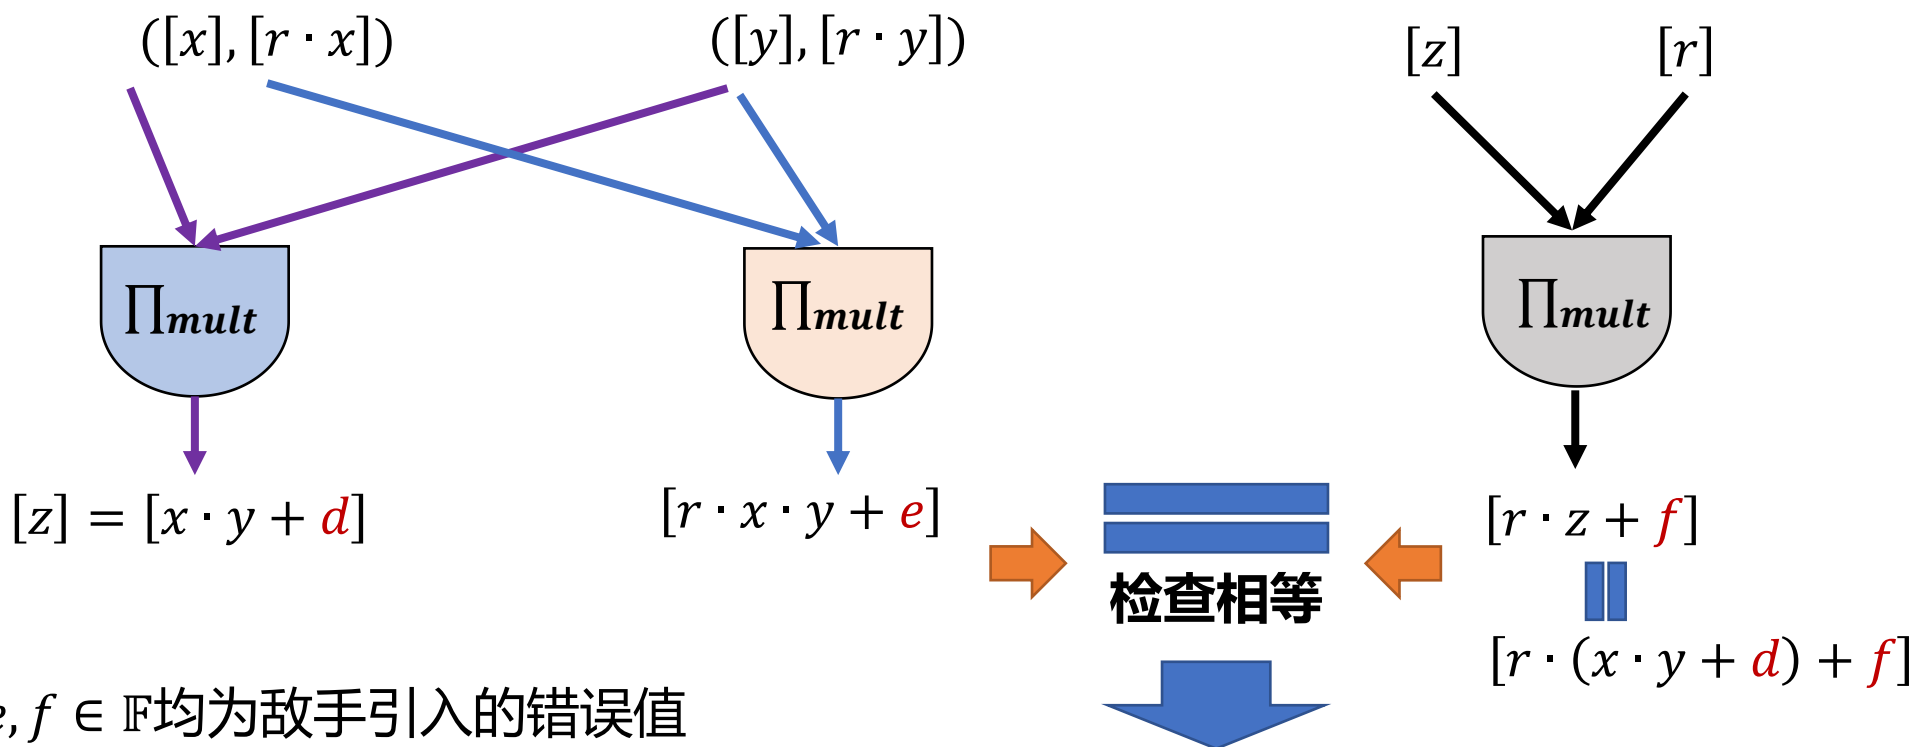 ([x], [r · x]) ([y], [r · y]) [z] [r]
∏mult ∏mult ∏mult
[z] = [x · y + d] [r · x · y + e] [r · z + f]
检查相等
[r · (x · y + d) + f]
e, f ∈ 𝔽均为敌手引入的错误值